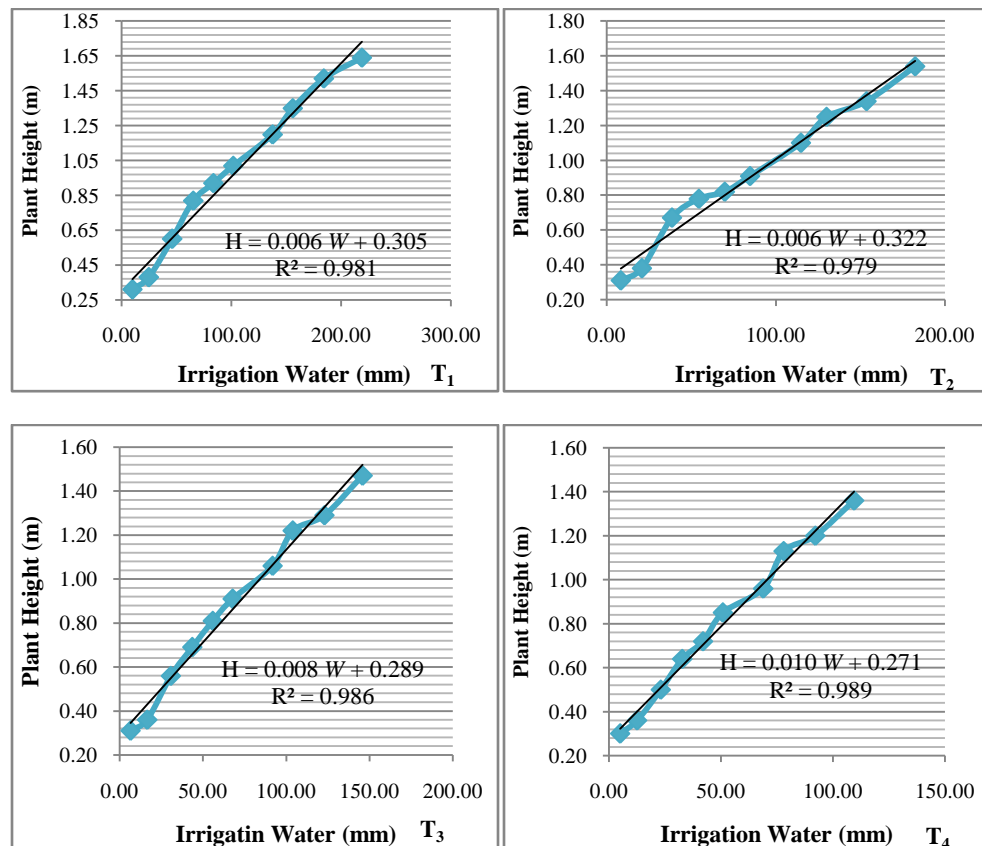 Plant Height (m)
1.85
1.65
1.45
1.25
1.05
0.85
0.65
0.45
0.25
H = 0.006 W + 0.305
R² = 0.981
0.00 100.00 200.00 300.00
Irrigation Water (mm) T₁
Plant Height (m)
1.80
1.60
1.40
1.20
1.00
0.80
0.60
0.40
0.20
H = 0.006 W + 0.322
R² = 0.979
0.00 100.00 200.00
Irrigation Water (mm) T₂
Plant Height (m)
1.60
1.40
1.20
1.00
0.80
0.60
0.40
0.20
H = 0.008 W + 0.289
R² = 0.986
0.00 50.00 100.00 150.00 200.00
Irrigatin Water (mm) T₃
Plant Height (m)
1.60
1.40
1.20
1.00
0.80
0.60
0.40
0.20
H = 0.010 W + 0.271
R² = 0.989
0.00 50.00 100.00 150.00
Irrigation Water (mm) T₄